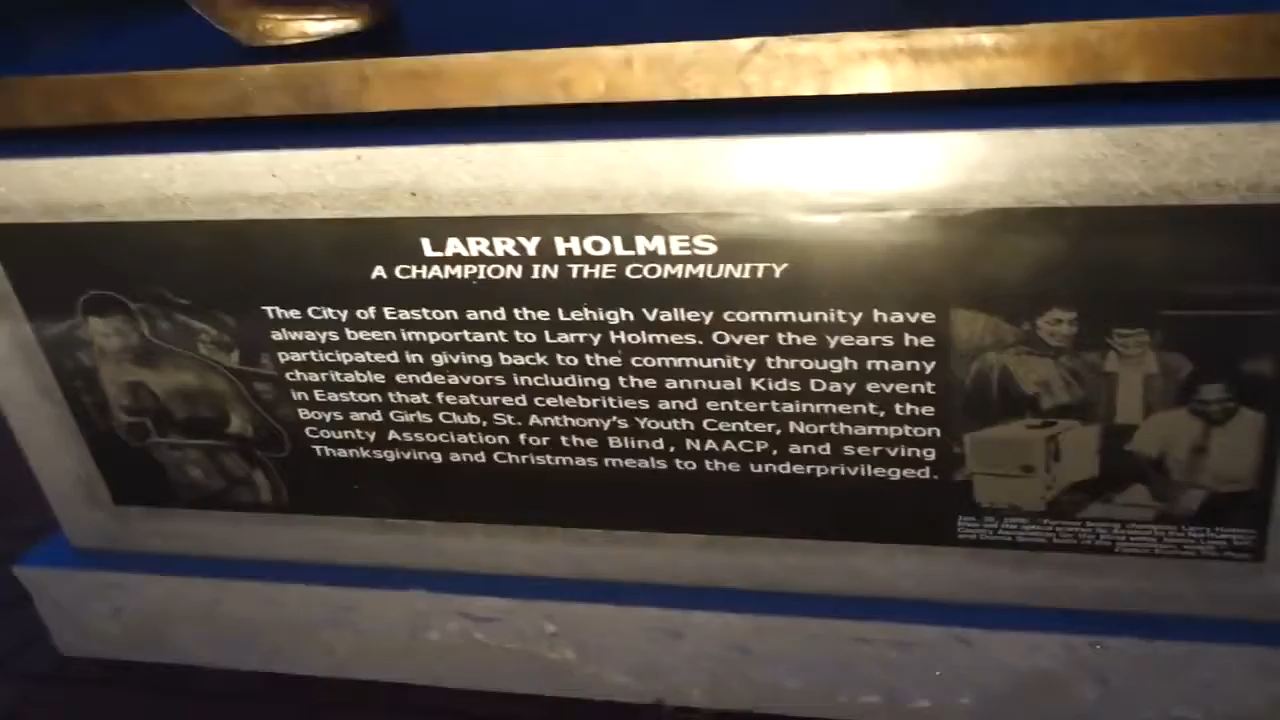 LARRY HOLMES
A CHAMPION IN THE COMMUNITY
The City of Easton and the Lehigh Valley community have
always been important to Larry Holmes. Over the years he
participated in giving back to the community through many
charitable endeavors including the annual Kids Day event
in Easton that featured celebrities and entertainment, the
Boys and Girls Club, St. Anthony's Youth Center, Northampton
County Association for the Blind, NAACP, and serving
Thanksgiving and Christmas meals to the underprivileged.